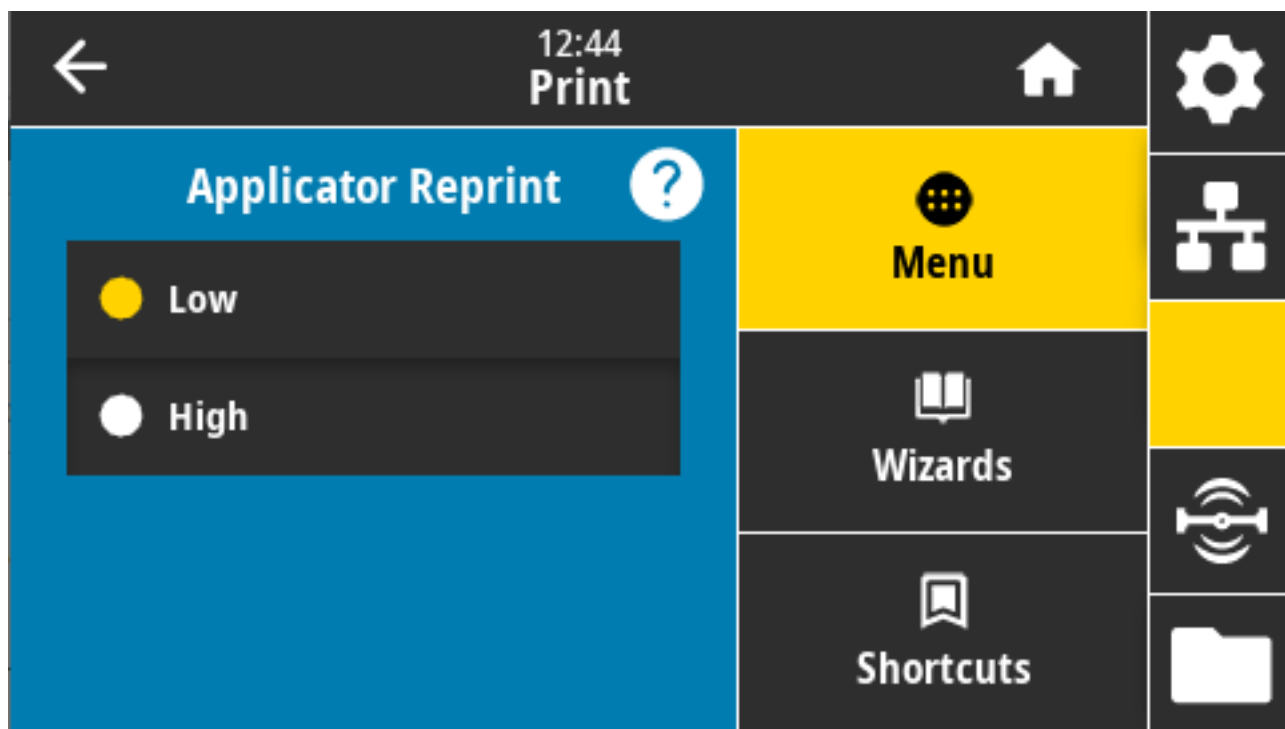 12:44
Print
Applicator Reprint
?
Low
High
Menu
Wizards
Shortcuts